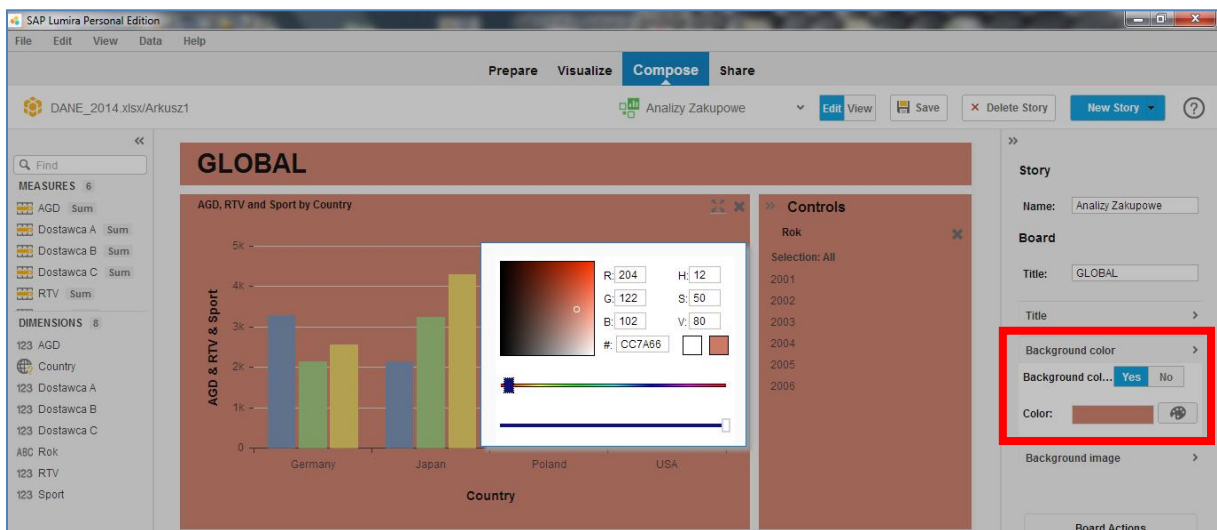 SAP Lumira Personal Edition
File Edit View Data Help
Prepare Visualize Compose Share
DANE_2014.xlsx/Arkusz1 Analizy Zakupowe Edit View Save × Delete Story New Story ?
Find
MEASURES 6
AGD Sum
Dostawca A Sum
Dostawca B Sum
Dostawca C Sum
RTV Sum
DIMENSIONS 8
123 AGD
Country
123 Dostawca A
123 Dostawca B
123 Dostawca C
ABC Rok
123 RTV
123 Sport
GLOBAL
AGD, RTV and Sport by Country
AGD & RTV & Sport
5k
4k
3k
2k
1k
0
Germany Japan Poland USA
Country
R: 204 H: 12
G: 122 S: 50
B: 102 V: 80
#: CC7A66
Controls
Rok
Selection: All
2001
2002
2003
2004
2005
2006
Story
Name: Analizy Zakupowe
Board
Title: GLOBAL
Title
Background color
Background col... Yes No
Color:
Background image
Board Actions